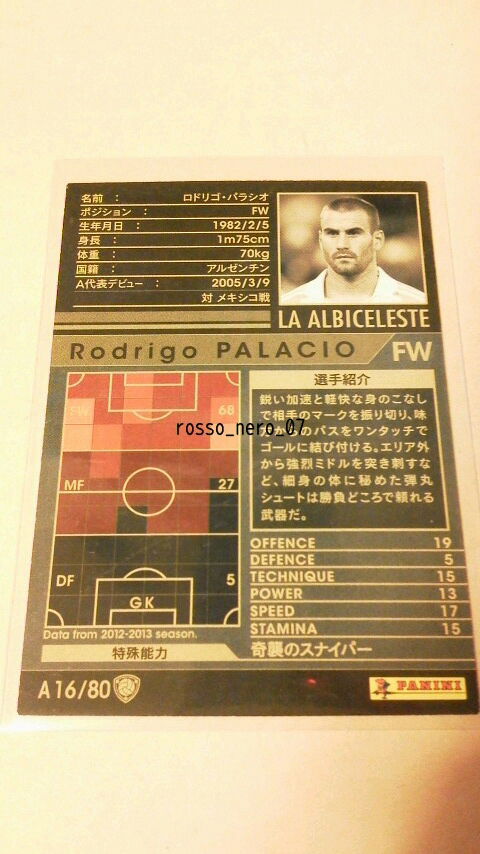 名前 ： ロドリゴ・パラシオ
ポジション ： FW
生年月日 ： 1982/2/5
身長 ： 1m75cm
体重 ： 70kg
国籍 ： アルゼンチン
A代表デビュー ： 2005/3/9
対 メキシコ戦
LA ALBICELESTE
Rodrigo PALACIO FW
FW 68
MF 27
DF 5
GK
Data from 2012-2013 season.
選手紹介
鋭い加速と軽快な身のこなし
で相手のマークを振り切り、味
からのパスをワンタッチで
ゴールに結び付ける。エリア外
から強烈ミドルを突き刺すな
ど、細身の体に秘めた弾丸
シュートは勝負どころで頼れる
武器だ。
rosso_nero_07
OFFENCE 19
DEFENCE 5
TECHNIQUE 15
POWER 13
SPEED 17
STAMINA 15
特殊能力 奇襲のスナイパー
A16/80
PANINI